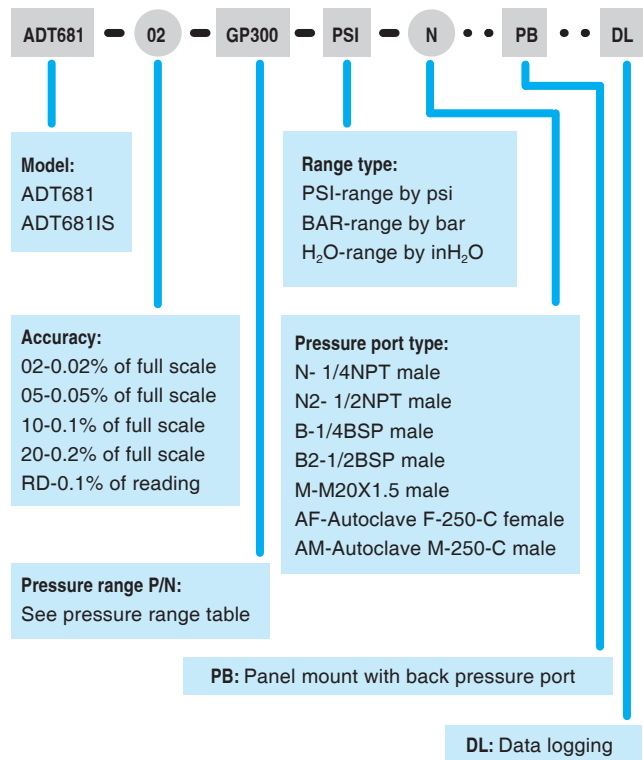 ADT681 – 02 – GP300 – PSI – N ·· PB ·· DL
Model:
ADT681
ADT681IS
Range type:
PSI-range by psi
BAR-range by bar
H₂O-range by inH₂O
Accuracy:
02-0.02% of full scale
05-0.05% of full scale
10-0.1% of full scale
20-0.2% of full scale
RD-0.1% of reading
Pressure port type:
N- 1/4NPT male
N2- 1/2NPT male
B-1/4BSP male
B2-1/2BSP male
M-M20X1.5 male
AF-Autoclave F-250-C female
AM-Autoclave M-250-C male
Pressure range P/N:
See pressure range table
PB: Panel mount with back pressure port
DL: Data logging